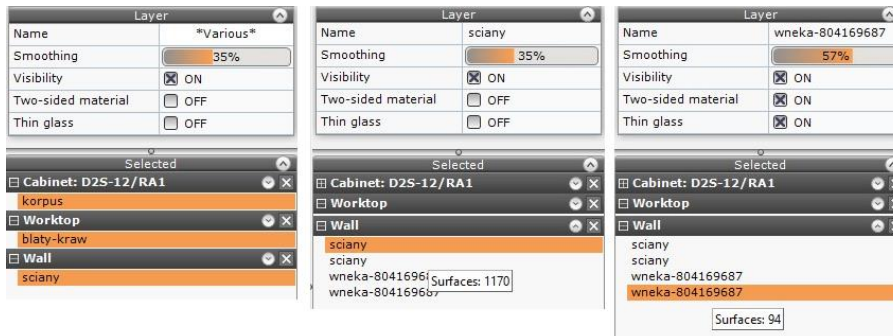 Layer
Name *Various*
Smoothing 35%
Visibility ON
Two-sided material OFF
Thin glass OFF
Selected
Cabinet: D2S-12/RA1
korpus
Worktop
blaty-kraw
Wall
sciany
Layer
Name sciany
Smoothing 35%
Visibility ON
Two-sided material OFF
Thin glass OFF
Selected
Cabinet: D2S-12/RA1
Worktop
Wall
sciany
sciany
wneka-80416968
Surfaces: 1170
wneka-804169687
Layer
Name wneka-804169687
Smoothing 57%
Visibility ON
Two-sided material ON
Thin glass ON
Selected
Cabinet: D2S-12/RA1
Worktop
Wall
sciany
sciany
wneka-804169687
wneka-804169687
Surfaces: 94